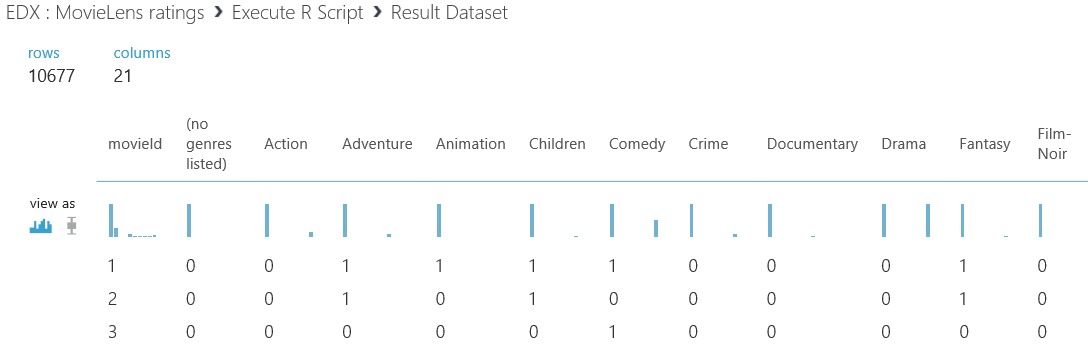 EDX : MovieLens ratings > Execute R Script > Result Dataset
rows columns
10677 21
movieId (no genres listed) Action Adventure Animation Children Comedy Crime Documentary Drama Fantasy Film-Noir
view as
1 0 0 1 1 1 1 0 0 0 1 0
2 0 0 1 0 1 0 0 0 0 1 0
3 0 0 0 0 0 1 0 0 0 0 0